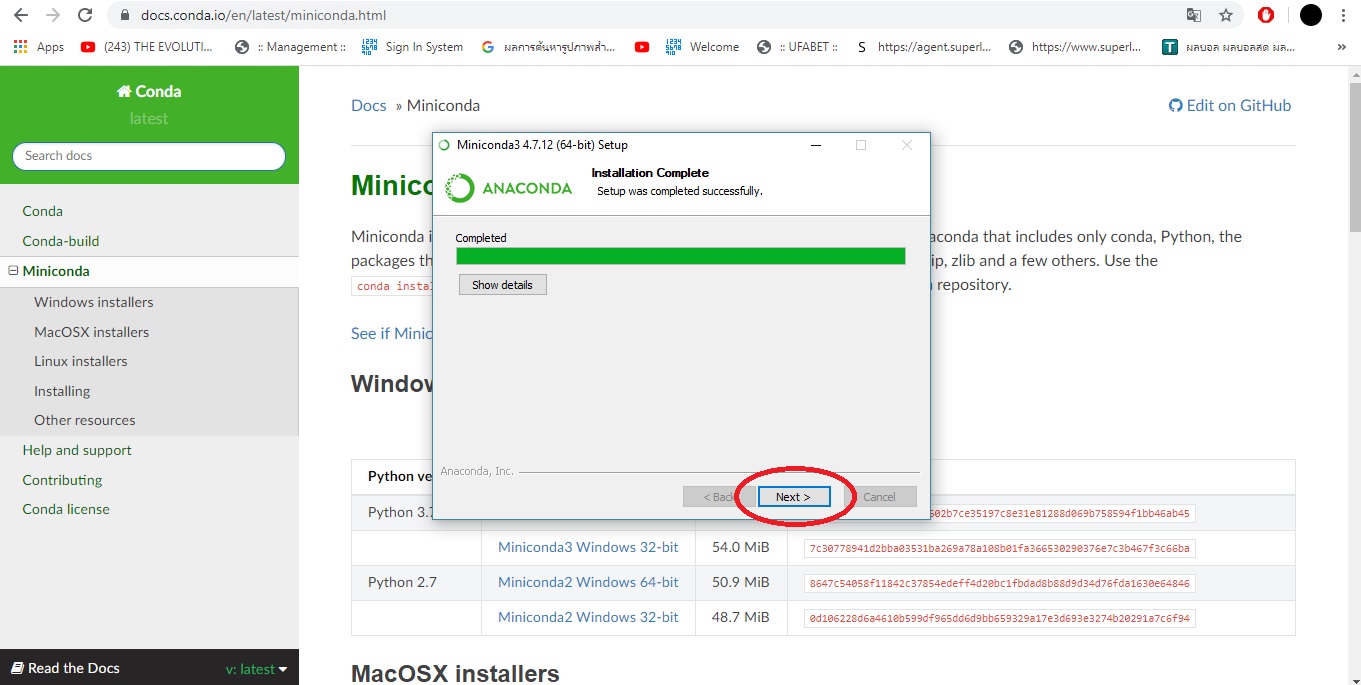 docs.conda.io/en/latest/miniconda.html
Apps (243) THE EVOLUTI... :: Management :: Sign In System ผลการค้นหารูปภาพสำ... Welcome :: UFABET :: S https://agent.superl... https://www.superl... T ผลบอล ผลบอลสด ผล... »
Conda
latest
Search docs
Conda
Conda-build
Miniconda
Windows installers
MacOSX installers
Linux installers
Installing
Other resources
Help and support
Contributing
Conda license
Read the Docs v: latest
Docs » Miniconda Edit on GitHub
Minico
Miniconda3 4.7.12 (64-bit) Setup
ANACONDA
Installation Complete
Setup was completed successfully.
Completed
Show details
Anaconda, Inc.
< Back Next > Cancel
Miniconda i aconda that includes only conda, Python, the
packages th ip, zlib and a few others. Use the
conda instal repository.
See if Minic
Window
Python ve
Python 3.7 502b7ce35197c8e31e81288d069b758594f1bb46ab45
Miniconda3 Windows 32-bit 54.0 MiB 7c30778941d2bba03531ba269a78a108b01fa366530290376e7c3b467f3c66ba
Python 2.7 Miniconda2 Windows 64-bit 50.9 MiB 8647c54058f11842c37854edeff4d20bc1fbdad8b88d9d34d76fda1630e64846
Miniconda2 Windows 32-bit 48.7 MiB 0d106228d6a4610b599df965dd6d9bb659329a17e3d693e3274b20291a7c6f94
MacOSX installers